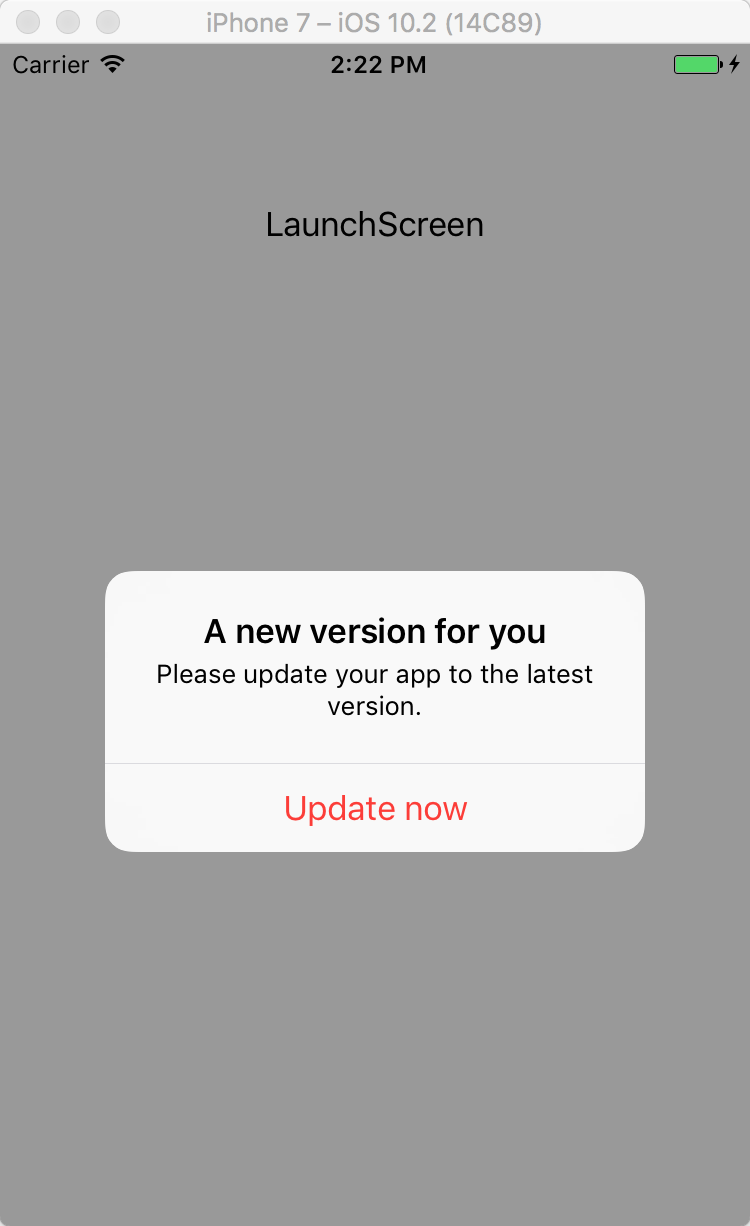 iPhone 7 – iOS 10.2 (14C89)
Carrier 2:22 PM
LaunchScreen
A new version for you
Please update your app to the latest
version.
Update now